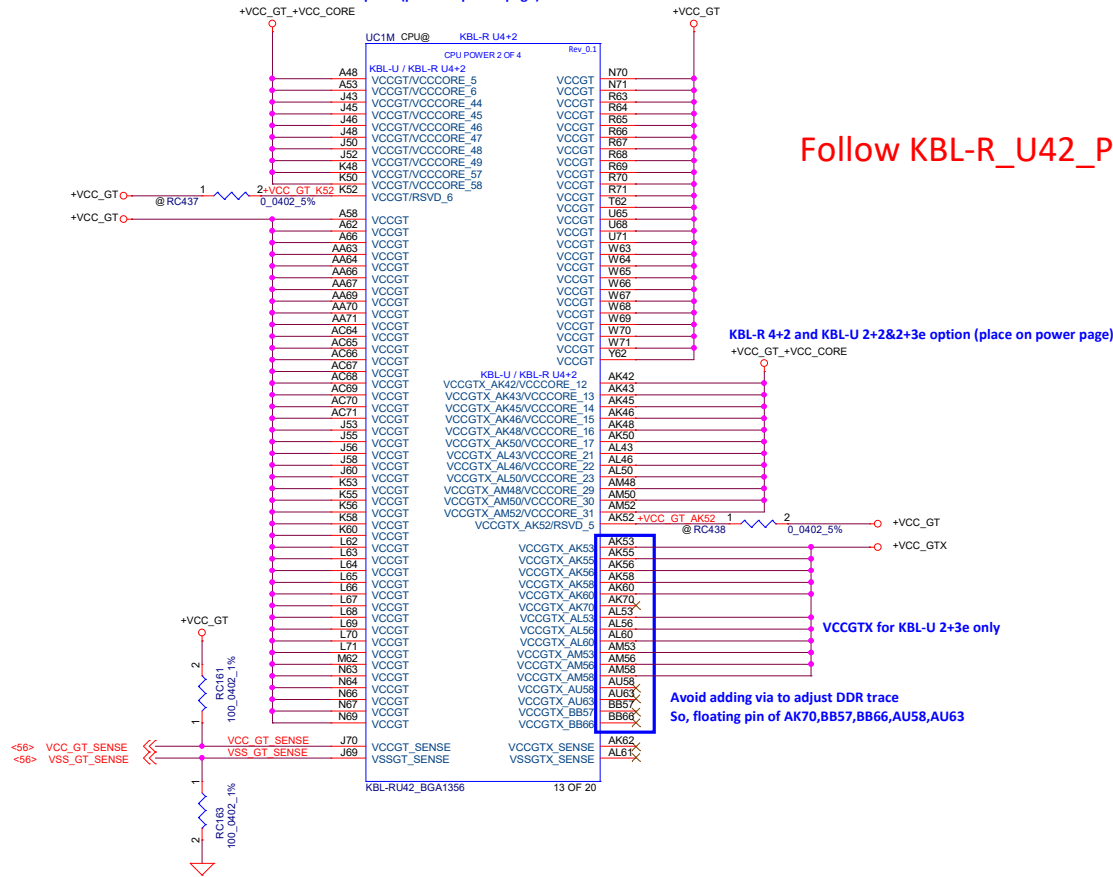 +VCC_GT_+VCC_CORE
+VCC_GT
UC1M CPU@ KBL-R U4+2
CPU POWER 2 OF 4
Rev_0.1
KBL-U / KBL-R U4+2
A48 VCCGT/VCCCORE_5
A53 VCCGT/VCCCORE_6
J43 VCCGT/VCCCORE_44
J45 VCCGT/VCCCORE_45
J46 VCCGT/VCCCORE_46
J48 VCCGT/VCCCORE_47
J50 VCCGT/VCCCORE_48
J52 VCCGT/VCCCORE_49
K48 VCCGT/VCCCORE_57
K50 VCCGT/VCCCORE_58
K52 VCCGT/RSVD_6
+VCC_GT 1 2 +VCC_GT_K52
@ RC437 0_0402_5%
+VCC_GT
A58 VCCGT
A62 VCCGT
A66 VCCGT
AA63 VCCGT
AA64 VCCGT
AA66 VCCGT
AA67 VCCGT
AA69 VCCGT
AA70 VCCGT
AA71 VCCGT
AC64 VCCGT
AC65 VCCGT
AC66 VCCGT
AC67 VCCGT
AC68 VCCGT
AC69 VCCGT
AC70 VCCGT
AC71 VCCGT
J53 VCCGT
J55 VCCGT
J56 VCCGT
J58 VCCGT
J60 VCCGT
K53 VCCGT
K55 VCCGT
K56 VCCGT
K58 VCCGT
K60 VCCGT
L62 VCCGT
L63 VCCGT
L64 VCCGT
L65 VCCGT
L66 VCCGT
L67 VCCGT
L68 VCCGT
L69 VCCGT
L70 VCCGT
L71 VCCGT
M62 VCCGT
N63 VCCGT
N64 VCCGT
N66 VCCGT
N67 VCCGT
N69 VCCGT
J70 VCCGT_SENSE
J69 VSSGT_SENSE
VCCGT N70
VCCGT N71
VCCGT R63
VCCGT R64
VCCGT R65
VCCGT R66
VCCGT R67
VCCGT R68
VCCGT R69
VCCGT R70
VCCGT R71
VCCGT T62
VCCGT U65
VCCGT U68
VCCGT U71
VCCGT W63
VCCGT W64
VCCGT W65
VCCGT W66
VCCGT W67
VCCGT W68
VCCGT W69
VCCGT W70
VCCGT W71
VCCGT Y62
KBL-U / KBL-R U4+2
VCCGTX_AK42/VCCCORE_12 AK42
VCCGTX_AK43/VCCCORE_13 AK43
VCCGTX_AK45/VCCCORE_14 AK45
VCCGTX_AK46/VCCCORE_15 AK46
VCCGTX_AK48/VCCCORE_16 AK48
VCCGTX_AK50/VCCCORE_17 AK50
VCCGTX_AL43/VCCCORE_21 AL43
VCCGTX_AL46/VCCCORE_22 AL46
VCCGTX_AL50/VCCCORE_23 AL50
VCCGTX_AM48/VCCCORE_29 AM48
VCCGTX_AM50/VCCCORE_30 AM50
VCCGTX_AM52/VCCCORE_31 AM52
VCCGTX_AK52/RSVD_5 AK52
VCCGTX_AK53 AK53
VCCGTX_AK55 AK55
VCCGTX_AK56 AK56
VCCGTX_AK58 AK58
VCCGTX_AK60 AK60
VCCGTX_AK70 AK70
VCCGTX_AL53 AL53
VCCGTX_AL56 AL56
VCCGTX_AL60 AL60
VCCGTX_AM53 AM53
VCCGTX_AM56 AM56
VCCGTX_AM58 AM58
VCCGTX_AU58 AU58
VCCGTX_AU63 AU63
VCCGTX_BB57 BB57
VCCGTX_BB66 BB66
VCCGTX_SENSE AK62
VSSGTX_SENSE AL61
Follow KBL-R_U42_P
KBL-R 4+2 and KBL-U 2+2&2+3e option (place on power page)
+VCC_GT_+VCC_CORE
+VCC_GT_AK52 1 2 +VCC_GT
@ RC438 0_0402_5%
+VCC_GTX
VCCGTX for KBL-U 2+3e only
Avoid adding via to adjust DDR trace
So, floating pin of AK70,BB57,BB66,AU58,AU63
+VCC_GT
2
RC161
100_0402_1%
1
<56> VCC_GT_SENSE VCC_GT_SENSE
<56> VSS_GT_SENSE VSS_GT_SENSE
1
RC163
100_0402_1%
2
KBL-RU42_BGA1356 13 OF 20